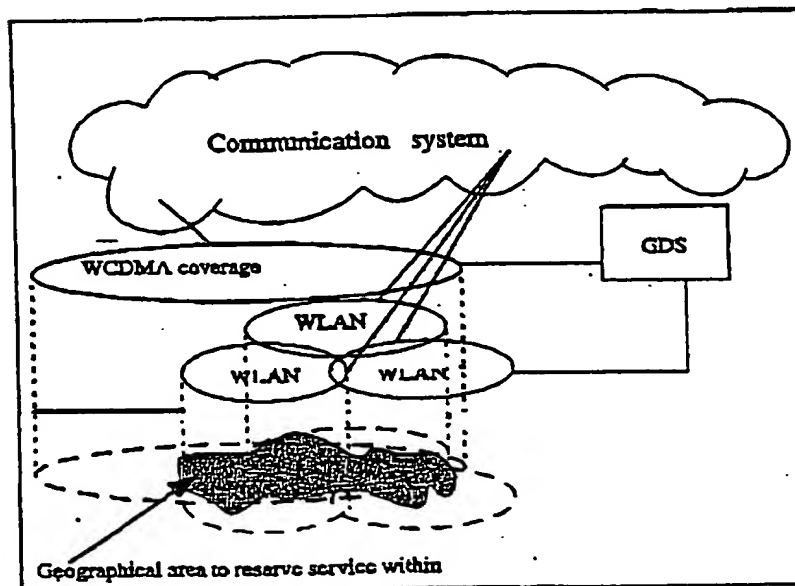 Communication system
GDS
WCDMA coverage
WLAN
WLAN
WLAN
Geographical area to reserve service within